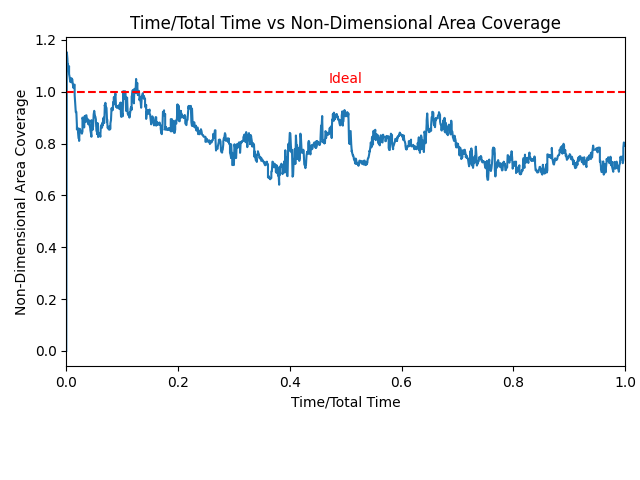 Time/Total Time vs Non-Dimensional Area Coverage
Non-Dimensional Area Coverage
1.2
1.0
0.8
0.6
0.4
0.2
0.0
Ideal
0.0 0.2 0.4 0.6 0.8 1.0
Time/Total Time